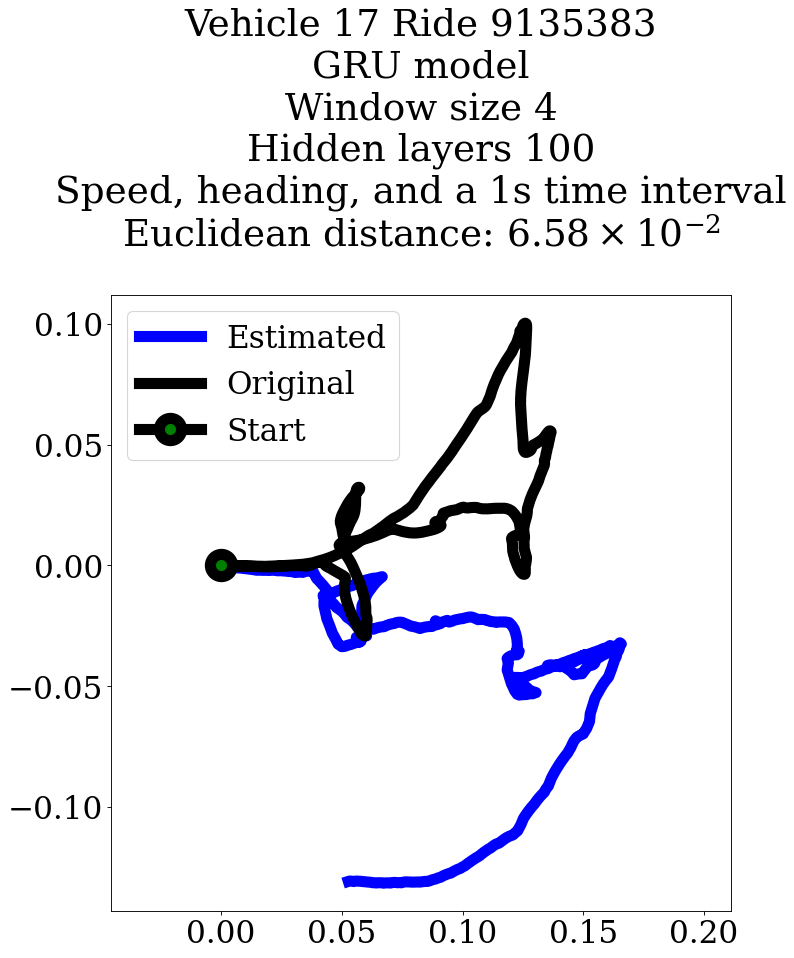 Vehicle 17 Ride 9135383
GRU model
Window size 4
Hidden layers 100
Speed, heading, and a 1s time interval
Euclidean distance: 6.58 × 10⁻²
Estimated
Original
Start
0.10
0.05
0.00
−0.05
−0.10
0.00 0.05 0.10 0.15 0.20